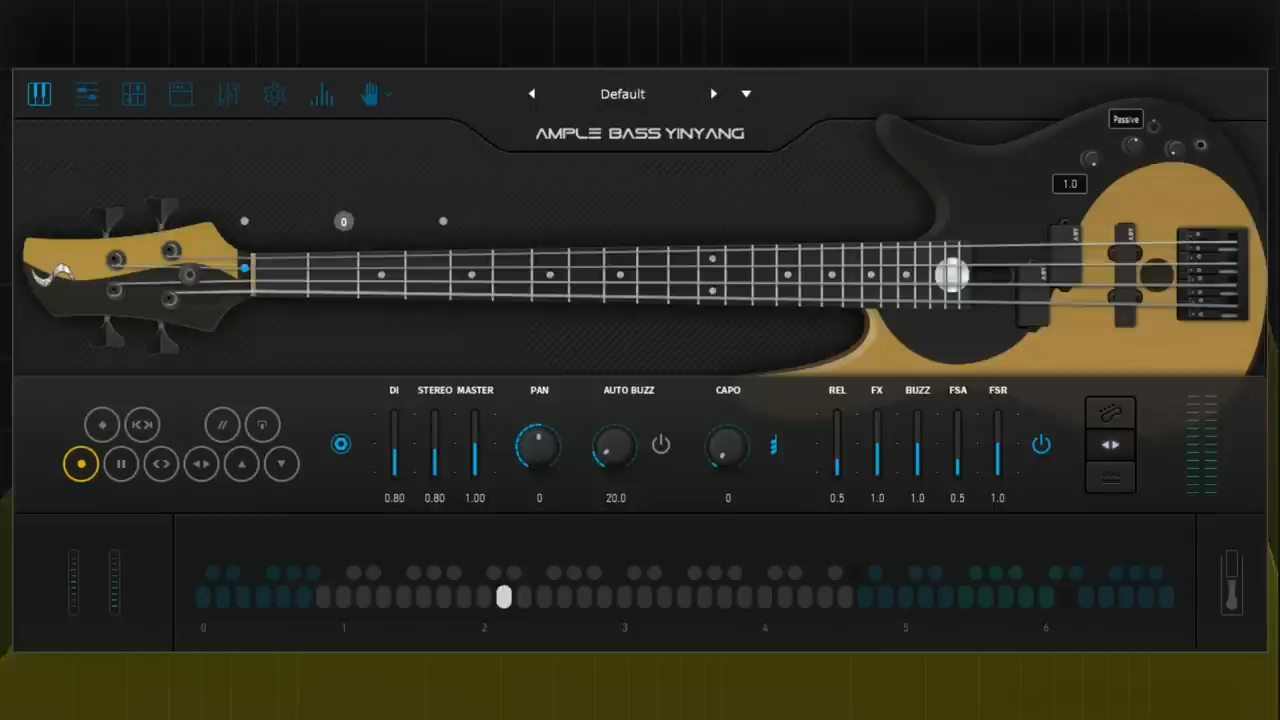 Default
AMPLE BASS YINYANG
Passive
1.0
0
DI STEREO MASTER PAN AUTO BUZZ CAPO REL FX BUZZ FSA FSR
0.80 0.80 1.00 0 20.0 0 0.5 1.0 1.0 0.5 1.0
0 1 2 3 4 5 6